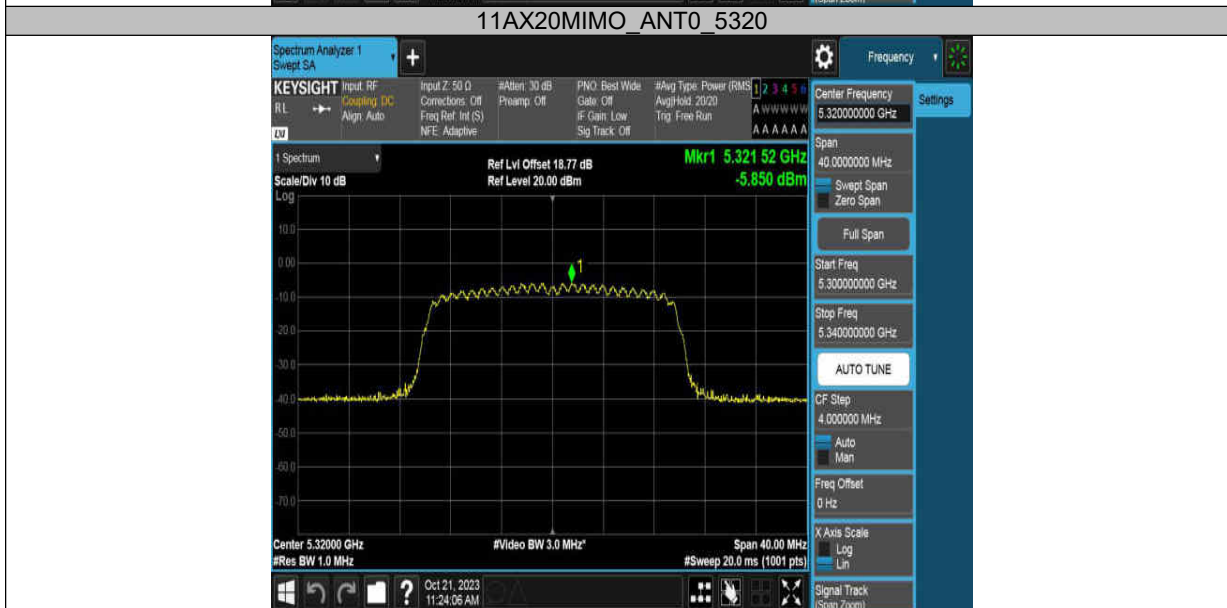 11AX20MIMO_ANT0_5320
Spectrum Analyzer 1
Swept SA
+
Frequency
KEYSIGHT
Input: RF
Coupling: DC
Align: Auto
RL
LXI
Input Z: 50 Ω
Corrections: Off
Freq Ref: Int (S)
NFE: Adaptive
#Atten: 30 dB
Preamp: Off
PNO: Best Wide
Gate: Off
IF Gain: Low
Sig Track: Off
#Avg Type: Power (RMS
Avg|Hold: 20/20
Trig: Free Run
1 2 3 4 5 6
A W W W W W
A A A A A A
Center Frequency
5.320000000 GHz
Settings
Span
40.0000000 MHz
Swept Span
Zero Span
Full Span
Start Freq
5.300000000 GHz
Stop Freq
5.340000000 GHz
AUTO TUNE
CF Step
4.000000 MHz
Auto
Man
Freq Offset
0 Hz
X Axis Scale
Log
Lin
Signal Track
(Span Zoom)
1 Spectrum
Scale/Div 10 dB
Ref Lvl Offset 18.77 dB
Ref Level 20.00 dBm
Mkr1 5.321 52 GHz
-5.850 dBm
Log
10.0
0.00
-10.0
-20.0
-30.0
-40.0
-50.0
-60.0
-70.0
1
Center 5.32000 GHz
#Res BW 1.0 MHz
#Video BW 3.0 MHz*
Span 40.00 MHz
#Sweep 20.0 ms (1001 pts)
?
Oct 21, 2023
11:24:06 AM